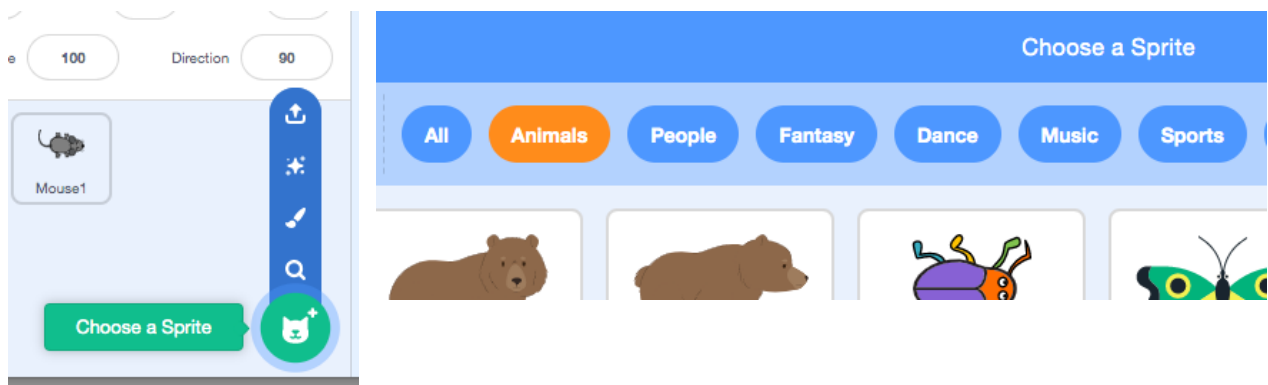 e 100 Direction 90
Mouse1
Choose a Sprite
Choose a Sprite
All Animals People Fantasy Dance Music Sports